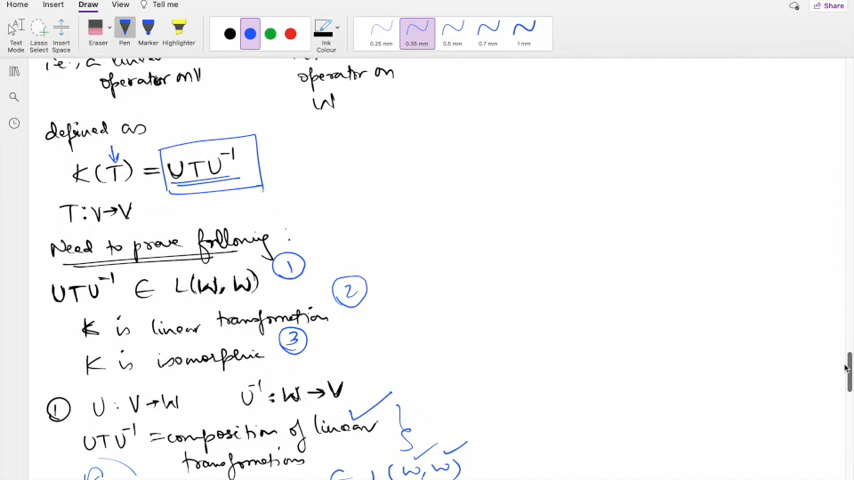 Home Insert Draw View Tell me
Share
Text Mode
Lasso Select
Insert Space
Eraser
Pen
Marker
Highlighter
Ink Colour
0.25 mm
0.35 mm
0.5 mm
0.7 mm
1 mm
i.e., a linear
operator on V
operator on
W
defined as
K(T) = UTU⁻¹
T: V→V
Need to prove following :
UTU⁻¹ ∈ L(W, W) ①
K is linear transformation ②
K is isomorphic ③
① U : V→W U⁻¹: W→V
UTU⁻¹ = composition of linear
transformations
∈ L(W, W)